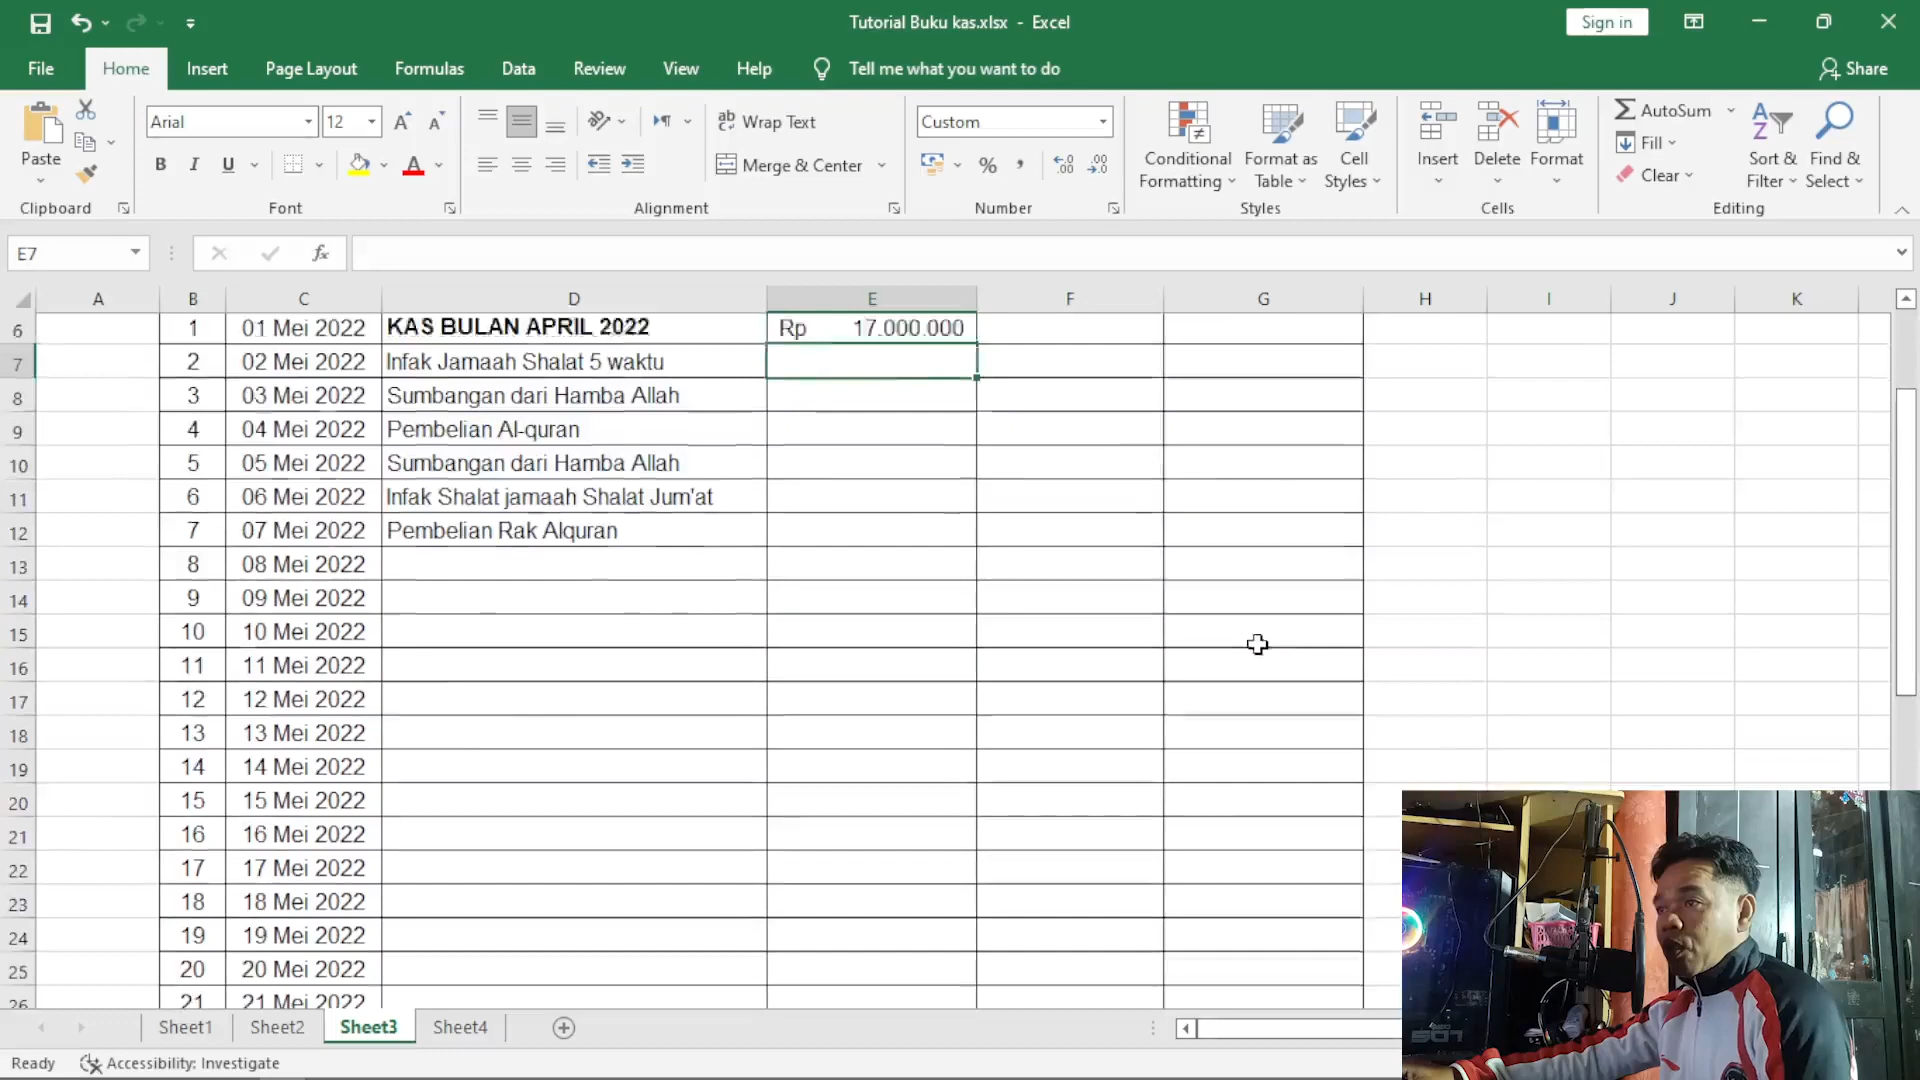 Tutorial Buku kas.xlsx - Excel
Sign in
File Home Insert Page Layout Formulas Data Review View Help Tell me what you want to do Share
Paste
Clipboard
Arial 12
B I U
Font
Wrap Text
Merge & Center
Alignment
Custom
%
Number
Conditional Formatting
Format as Table
Cell Styles
Styles
Insert Delete Format
Cells
AutoSum
Fill
Clear
Sort & Filter
Find & Select
Editing
E7 fx
A B C D E F G H I J K
6 1 01 Mei 2022 KAS BULAN APRIL 2022 Rp 17.000.000
7 2 02 Mei 2022 Infak Jamaah Shalat 5 waktu
8 3 03 Mei 2022 Sumbangan dari Hamba Allah
9 4 04 Mei 2022 Pembelian Al-quran
10 5 05 Mei 2022 Sumbangan dari Hamba Allah
11 6 06 Mei 2022 Infak Shalat jamaah Shalat Jum'at
12 7 07 Mei 2022 Pembelian Rak Alquran
13 8 08 Mei 2022
14 9 09 Mei 2022
15 10 10 Mei 2022
16 11 11 Mei 2022
17 12 12 Mei 2022
18 13 13 Mei 2022
19 14 14 Mei 2022
20 15 15 Mei 2022
21 16 16 Mei 2022
22 17 17 Mei 2022
23 18 18 Mei 2022
24 19 19 Mei 2022
25 20 20 Mei 2022
26 21 21 Mei 2022
Sheet1 Sheet2 Sheet3 Sheet4
Ready Accessibility: Investigate